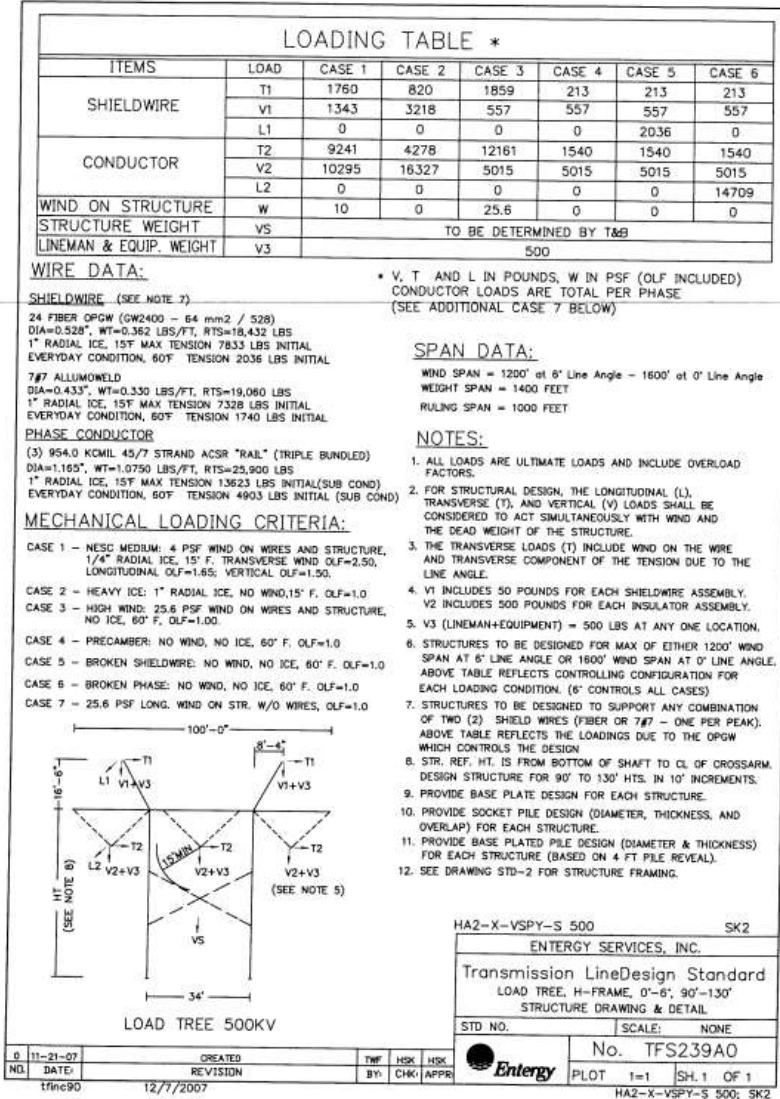 LOADING TABLE *
ITEMS LOAD CASE 1 CASE 2 CASE 3 CASE 4 CASE 5 CASE 6
SHIELDWIRE
T1 1760 820 1859 213 213 213
V1 1343 3218 557 557 557 557
L1 0 0 0 0 2036 0
CONDUCTOR
T2 9241 4278 12161 1540 1540 1540
V2 10295 16327 5015 5015 5015 5015
L2 0 0 0 0 0 14709
WIND ON STRUCTURE W 10 0 25.6 0 0 0
STRUCTURE WEIGHT VS TO BE DETERMINED BY T&B
LINEMAN & EQUIP. WEIGHT V3 500
* V, T AND L IN POUNDS, W IN PSF (OLF INCLUDED)
CONDUCTOR LOADS ARE TOTAL PER PHASE
(SEE ADDITIONAL CASE 7 BELOW)
WIRE DATA:
SHIELDWIRE (SEE NOTE 7)
24 FIBER OPGW (GW2400 - 64 mm2 / 528)
DIA=0.528", WT=0.362 LBS/FT, RTS=18,432 LBS
1" RADIAL ICE, 15°F MAX TENSION 7833 LBS INITIAL
EVERYDAY CONDITION, 60°F TENSION 2036 LBS INITIAL
7#7 ALLUMOWELD
DIA=0.433", WT=0.330 LBS/FT, RTS=19,060 LBS
1" RADIAL ICE, 15°F MAX TENSION 7328 LBS INITIAL
EVERYDAY CONDITION, 60°F TENSION 1740 LBS INITIAL
PHASE CONDUCTOR
(3) 954.0 KCMIL 45/7 STRAND ACSR "RAIL" (TRIPLE BUNDLED)
DIA=1.165", WT=1.0750 LBS/FT, RTS=25,900 LBS
1" RADIAL ICE, 15°F MAX TENSION 13623 LBS INITIAL(SUB COND)
EVERYDAY CONDITION, 60°F TENSION 4903 LBS INITIAL (SUB COND)
MECHANICAL LOADING CRITERIA:
CASE 1 - NESC MEDIUM: 4 PSF WIND ON WIRES AND STRUCTURE,
1/4" RADIAL ICE, 15° F. TRANSVERSE WIND OLF=2.50,
LONGITUDINAL OLF=1.65; VERTICAL OLF=1.50.
CASE 2 - HEAVY ICE: 1" RADIAL ICE, NO WIND,15° F. OLF=1.0
CASE 3 - HIGH WIND: 25.6 PSF WIND ON WIRES AND STRUCTURE,
NO ICE, 60° F. OLF=1.00.
CASE 4 - PRECAMBER: NO WIND, NO ICE, 60° F. OLF=1.0
CASE 5 - BROKEN SHIELDWIRE: NO WIND, NO ICE, 60° F. OLF=1.0
CASE 6 - BROKEN PHASE: NO WIND, NO ICE, 60° F. OLF=1.0
CASE 7 - 25.6 PSF LONG. WIND ON STR. W/O WIRES, OLF=1.0
SPAN DATA:
WIND SPAN = 1200' at 6° Line Angle - 1600' at 0° Line Angle
WEIGHT SPAN = 1400 FEET
RULING SPAN = 1000 FEET
NOTES:
1. ALL LOADS ARE ULTIMATE LOADS AND INCLUDE OVERLOAD
FACTORS.
2. FOR STRUCTURAL DESIGN, THE LONGITUDINAL (L),
TRANSVERSE (T), AND VERTICAL (V) LOADS SHALL BE
CONSIDERED TO ACT SIMULTANEOUSLY WITH WIND AND
THE DEAD WEIGHT OF THE STRUCTURE.
3. THE TRANSVERSE LOADS (T) INCLUDE WIND ON THE WIRE
AND TRANSVERSE COMPONENT OF THE TENSION DUE TO THE
LINE ANGLE.
4. V1 INCLUDES 50 POUNDS FOR EACH SHIELDWIRE ASSEMBLY.
V2 INCLUDES 500 POUNDS FOR EACH INSULATOR ASSEMBLY.
5. V3 (LINEMAN+EQUIPMENT) = 500 LBS AT ANY ONE LOCATION.
6. STRUCTURES TO BE DESIGNED FOR MAX OF EITHER 1200' WIND
SPAN AT 6° LINE ANGLE OR 1600' WIND SPAN AT 0° LINE ANGLE.
ABOVE TABLE REFLECTS CONTROLLING CONFIGURATION FOR
EACH LOADING CONDITION. (6° CONTROLS ALL CASES)
7. STRUCTURES TO BE DESIGNED TO SUPPORT ANY COMBINATION
OF TWO (2) SHIELD WIRES (FIBER OR 7#7 - ONE PER PEAK).
ABOVE TABLE REFLECTS THE LOADINGS DUE TO THE OPGW
WHICH CONTROLS THE DESIGN
8. STR. REF. HT. IS FROM BOTTOM OF SHAFT TO CL OF CROSSARM.
DESIGN STRUCTURE FOR 90' TO 130' HTS. IN 10' INCREMENTS.
9. PROVIDE BASE PLATE DESIGN FOR EACH STRUCTURE.
10. PROVIDE SOCKET PILE DESIGN (DIAMETER, THICKNESS, AND
OVERLAP) FOR EACH STRUCTURE.
11. PROVIDE BASE PLATED PILE DESIGN (DIAMETER & THICKNESS)
FOR EACH STRUCTURE (BASED ON 4 FT PILE REVEAL).
12. SEE DRAWING STD-2 FOR STRUCTURE FRAMING.
100'-0"
8'-4"
16'-6"
T1 T1
L1 V1+V3 V1+V3
T2 T2 T2
15'MIN
L2 V2+V3 V2+V3 V2+V3
HT
(SEE NOTE 8)
(SEE NOTE 5)
VS
34'
LOAD TREE 500KV
HA2-X-VSPY-S 500 SK2
ENTERGY SERVICES, INC.
Transmission LineDesign Standard
LOAD TREE, H-FRAME, 0°-6°, 90'-130'
STRUCTURE DRAWING & DETAIL
STD NO. SCALE: NONE
Entergy
No. TFS239A0
PLOT 1=1 SH. 1 OF 1
0 11-21-07 CREATED TWF HSK HSK
NO. DATE: REVISION BY: CHK: APPR:
tfinc90 12/7/2007
HA2-X-VSPY-S 500; SK2